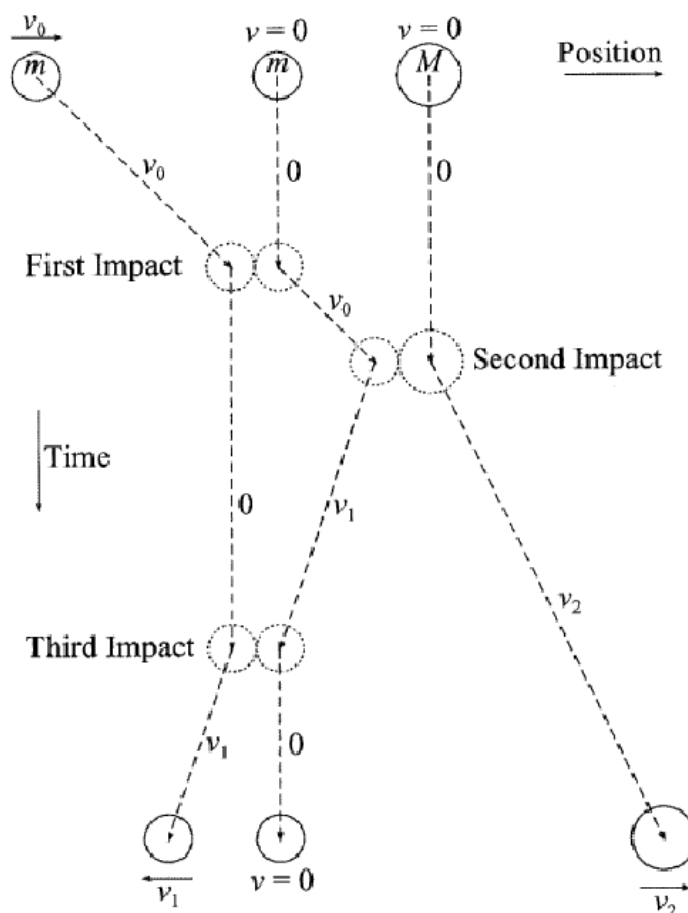 v₀ v = 0 v = 0
m m M Position
v₀ 0 0
First Impact
v₀
Second Impact
Time
0 v₁
v₂
Third Impact
v₁ 0
v₁ v = 0 v₂